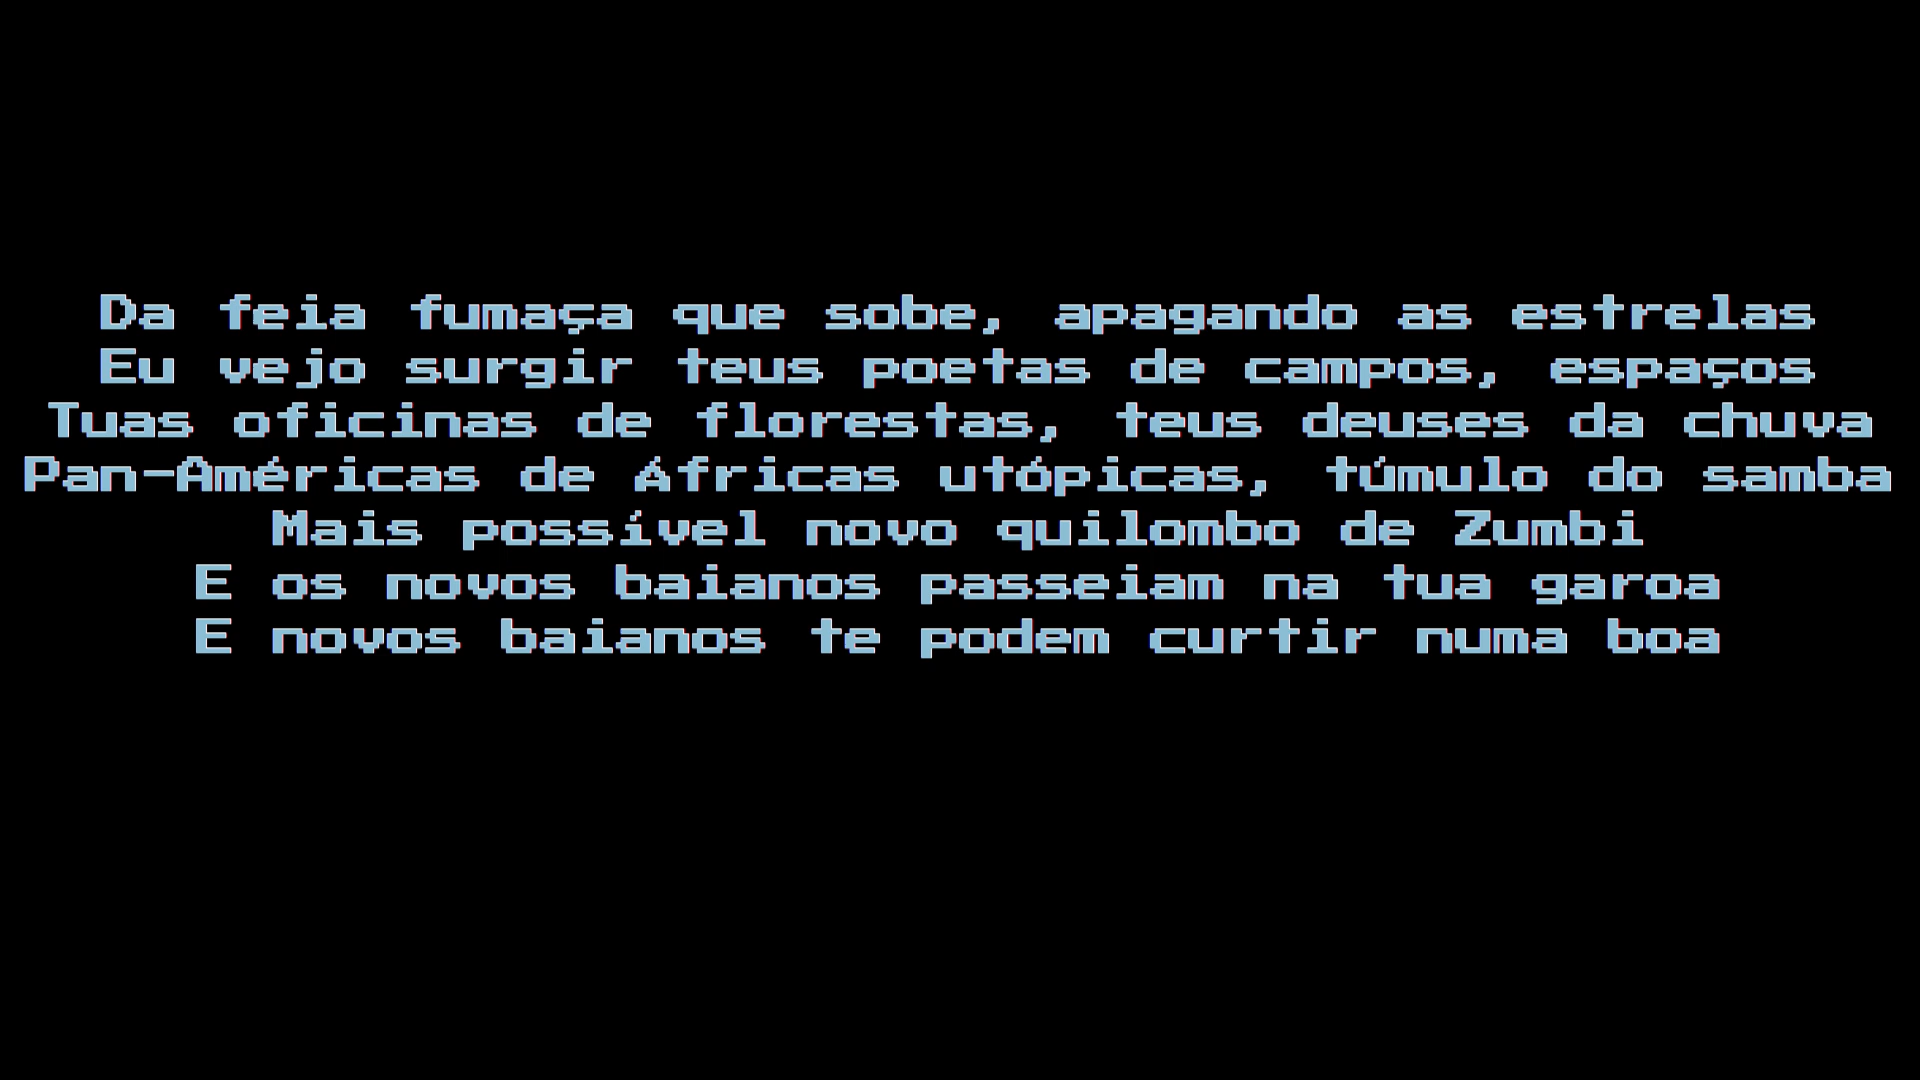 Da feia fumaça que sobe, apagando as estrelas
Eu vejo surgir teus poetas de campos, espaços
Tuas oficinas de florestas, teus deuses da chuva
Pan-Américas de Áfricas utópicas, túmulo do samba
Mais possível novo quilombo de Zumbi
E os novos baianos passeiam na tua garoa
E novos baianos te podem curtir numa boa